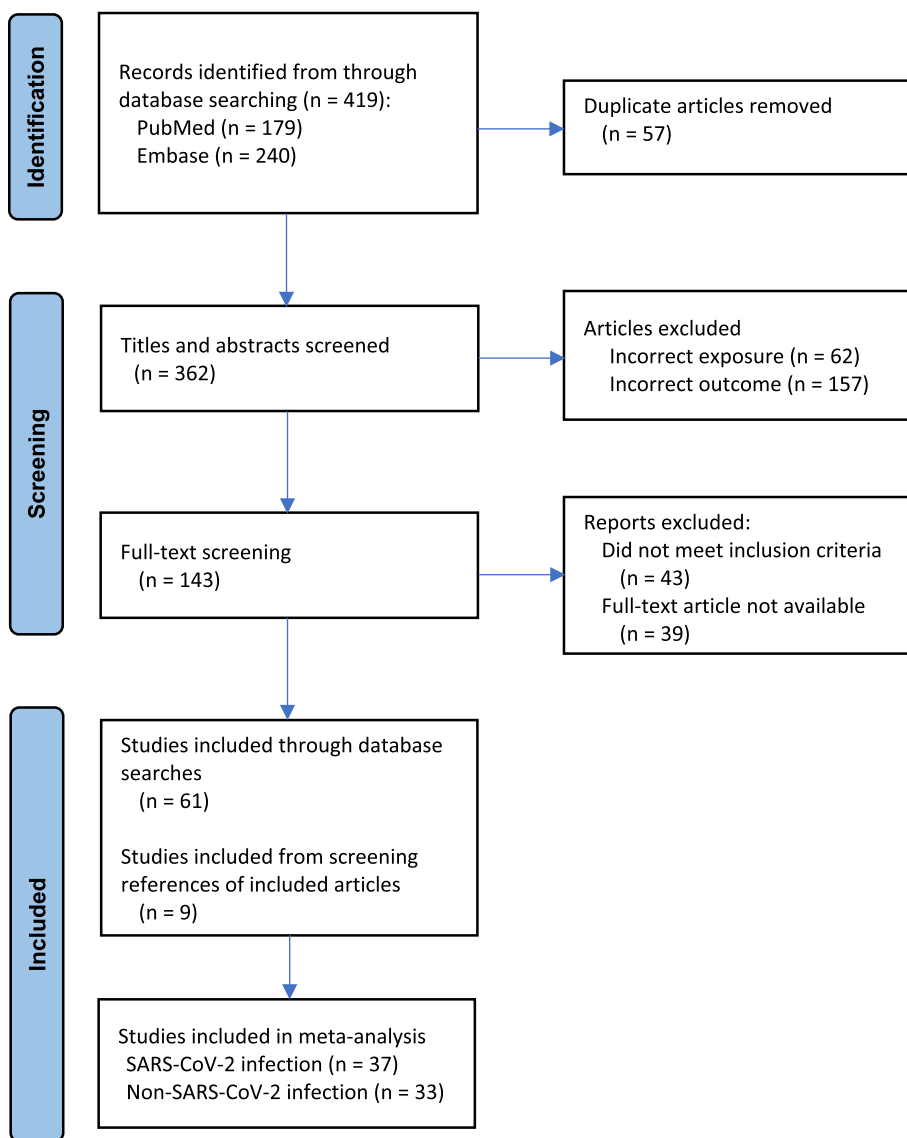 Identification
Records identified from through
database searching (n = 419):
PubMed (n = 179)
Embase (n = 240)
Duplicate articles removed
(n = 57)
Screening
Titles and abstracts screened
(n = 362)
Articles excluded
Incorrect exposure (n = 62)
Incorrect outcome (n = 157)
Full-text screening
(n = 143)
Reports excluded:
Did not meet inclusion criteria
(n = 43)
Full-text article not available
(n = 39)
Included
Studies included through database
searches
(n = 61)
Studies included from screening
references of included articles
(n = 9)
Studies included in meta-analysis
SARS-CoV-2 infection (n = 37)
Non-SARS-CoV-2 infection (n = 33)